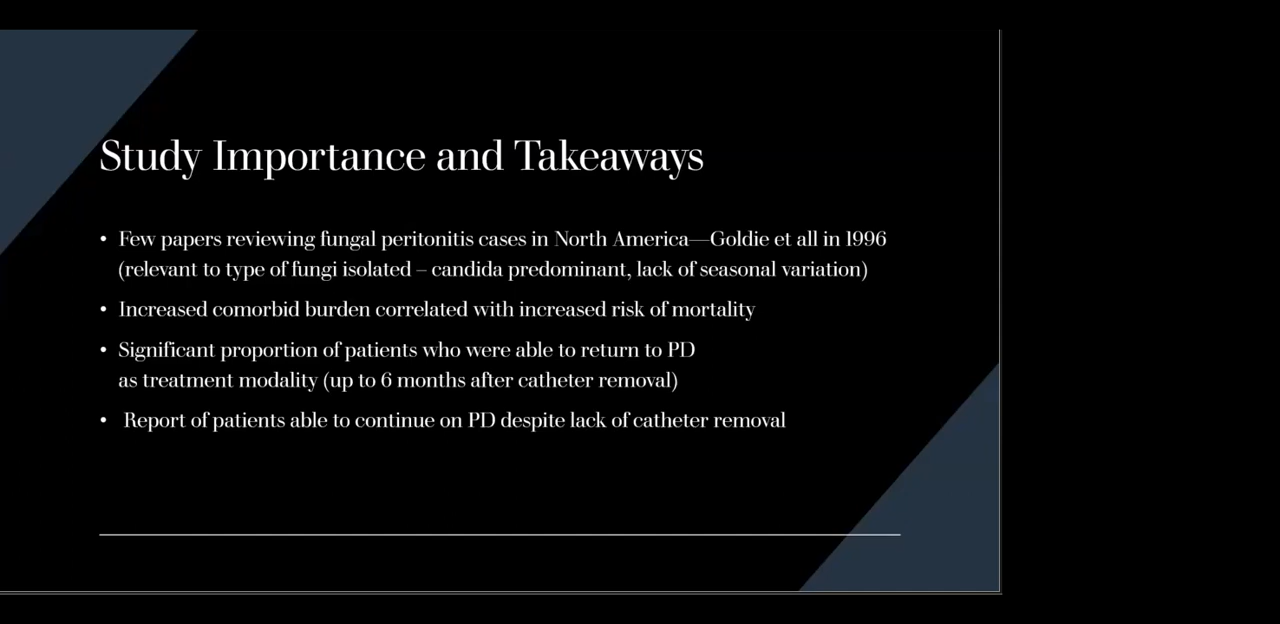 Study Importance and Takeaways
• Few papers reviewing fungal peritonitis cases in North America—Goldie et all in 1996
(relevant to type of fungi isolated – candida predominant, lack of seasonal variation)
• Increased comorbid burden correlated with increased risk of mortality
• Significant proportion of patients who were able to return to PD
as treatment modality (up to 6 months after catheter removal)
• Report of patients able to continue on PD despite lack of catheter removal